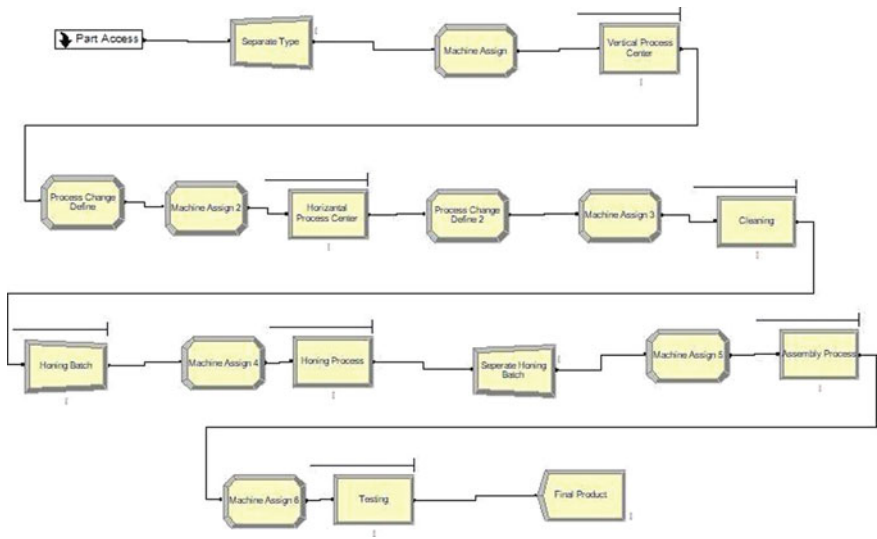 Part Access
Separate Type
Machine Assign
Vertical Process
Center
Process Change
Define
Machine Assign 2
Horizantal
Process Center
Process Change
Define 2
Machine Assign 3
Cleaning
Honing Batch
Machine Assign 4
Honing Process
Seperate Honing
Batch
Machine Assign 5
Assembly Process
Machine Assign 6
Testing
Final Product